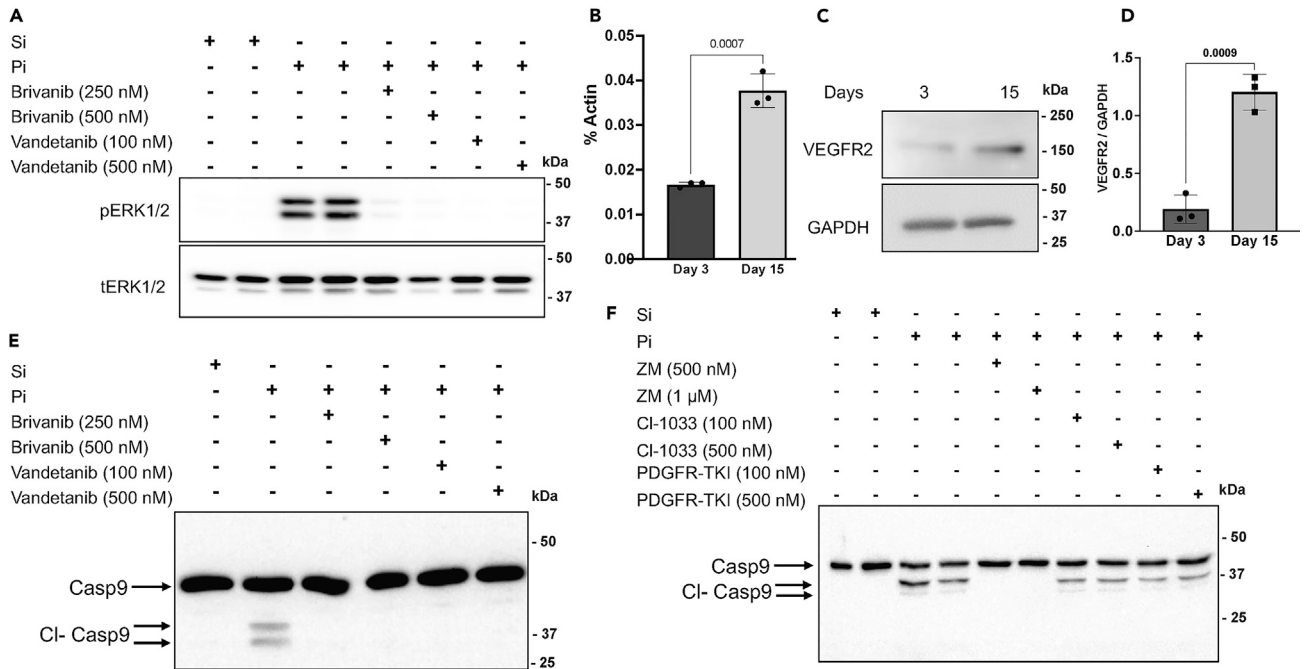 A
Si + + - - - - - -
Pi - - + + + + + +
Brivanib (250 nM) - - - - + - - -
Brivanib (500 nM) - - - - - + - -
Vandetanib (100 nM) - - - - - - + -
Vandetanib (500 nM) - - - - - - - +
kDa
- 50
pERK1/2
- 37
- 50
tERK1/2
- 37
B
0.0007
0.05
0.04
0.03
0.02
0.01
0.00
% Actin
Day 3 Day 15
C
Days 3 15 kDa
- 250
VEGFR2 - 150
- 50
GAPDH - 37
- 25
D
0.0009
1.5
1.0
0.5
0.0
VEGFR2 / GAPDH
Day 3 Day 15
E
Si + - - - - -
Pi - + + + + +
Brivanib (250 nM) - - + - - -
Brivanib (500 nM) - - - + - -
Vandetanib (100 nM) - - - - + -
Vandetanib (500 nM) - - - - - +
kDa
- 50
Casp9
Cl- Casp9
- 37
- 25
F
Si + + - - - - - - - -
Pi - - + + + + + + + +
ZM (500 nM) - - - - + - - - - -
ZM (1 µM) - - - - - + - - - -
CI-1033 (100 nM) - - - - - - + - - -
CI-1033 (500 nM) - - - - - - - + - -
PDGFR-TKI (100 nM) - - - - - - - - + -
PDGFR-TKI (500 nM) - - - - - - - - - +
kDa
- 50
Casp9
- 37
Cl- Casp9
- 25